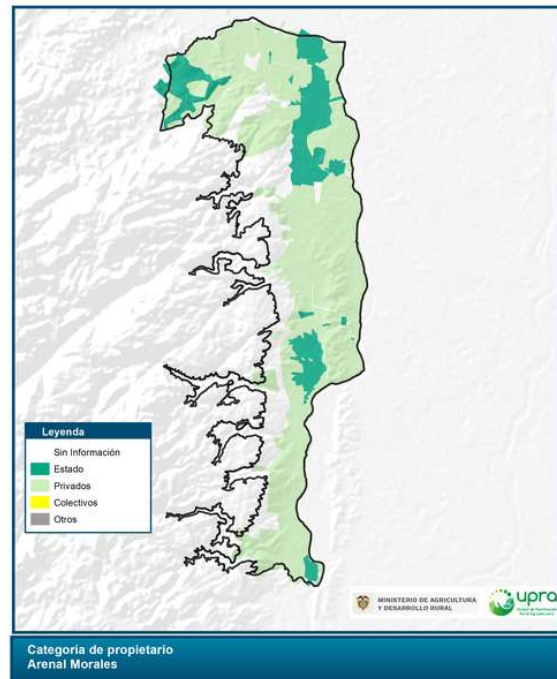 Leyenda
Sin Información
Estado
Privados
Colectivos
Otros
MINISTERIO DE AGRICULTURA
Y DESARROLLO RURAL
upra
Categoría de propietario
Arenal Morales